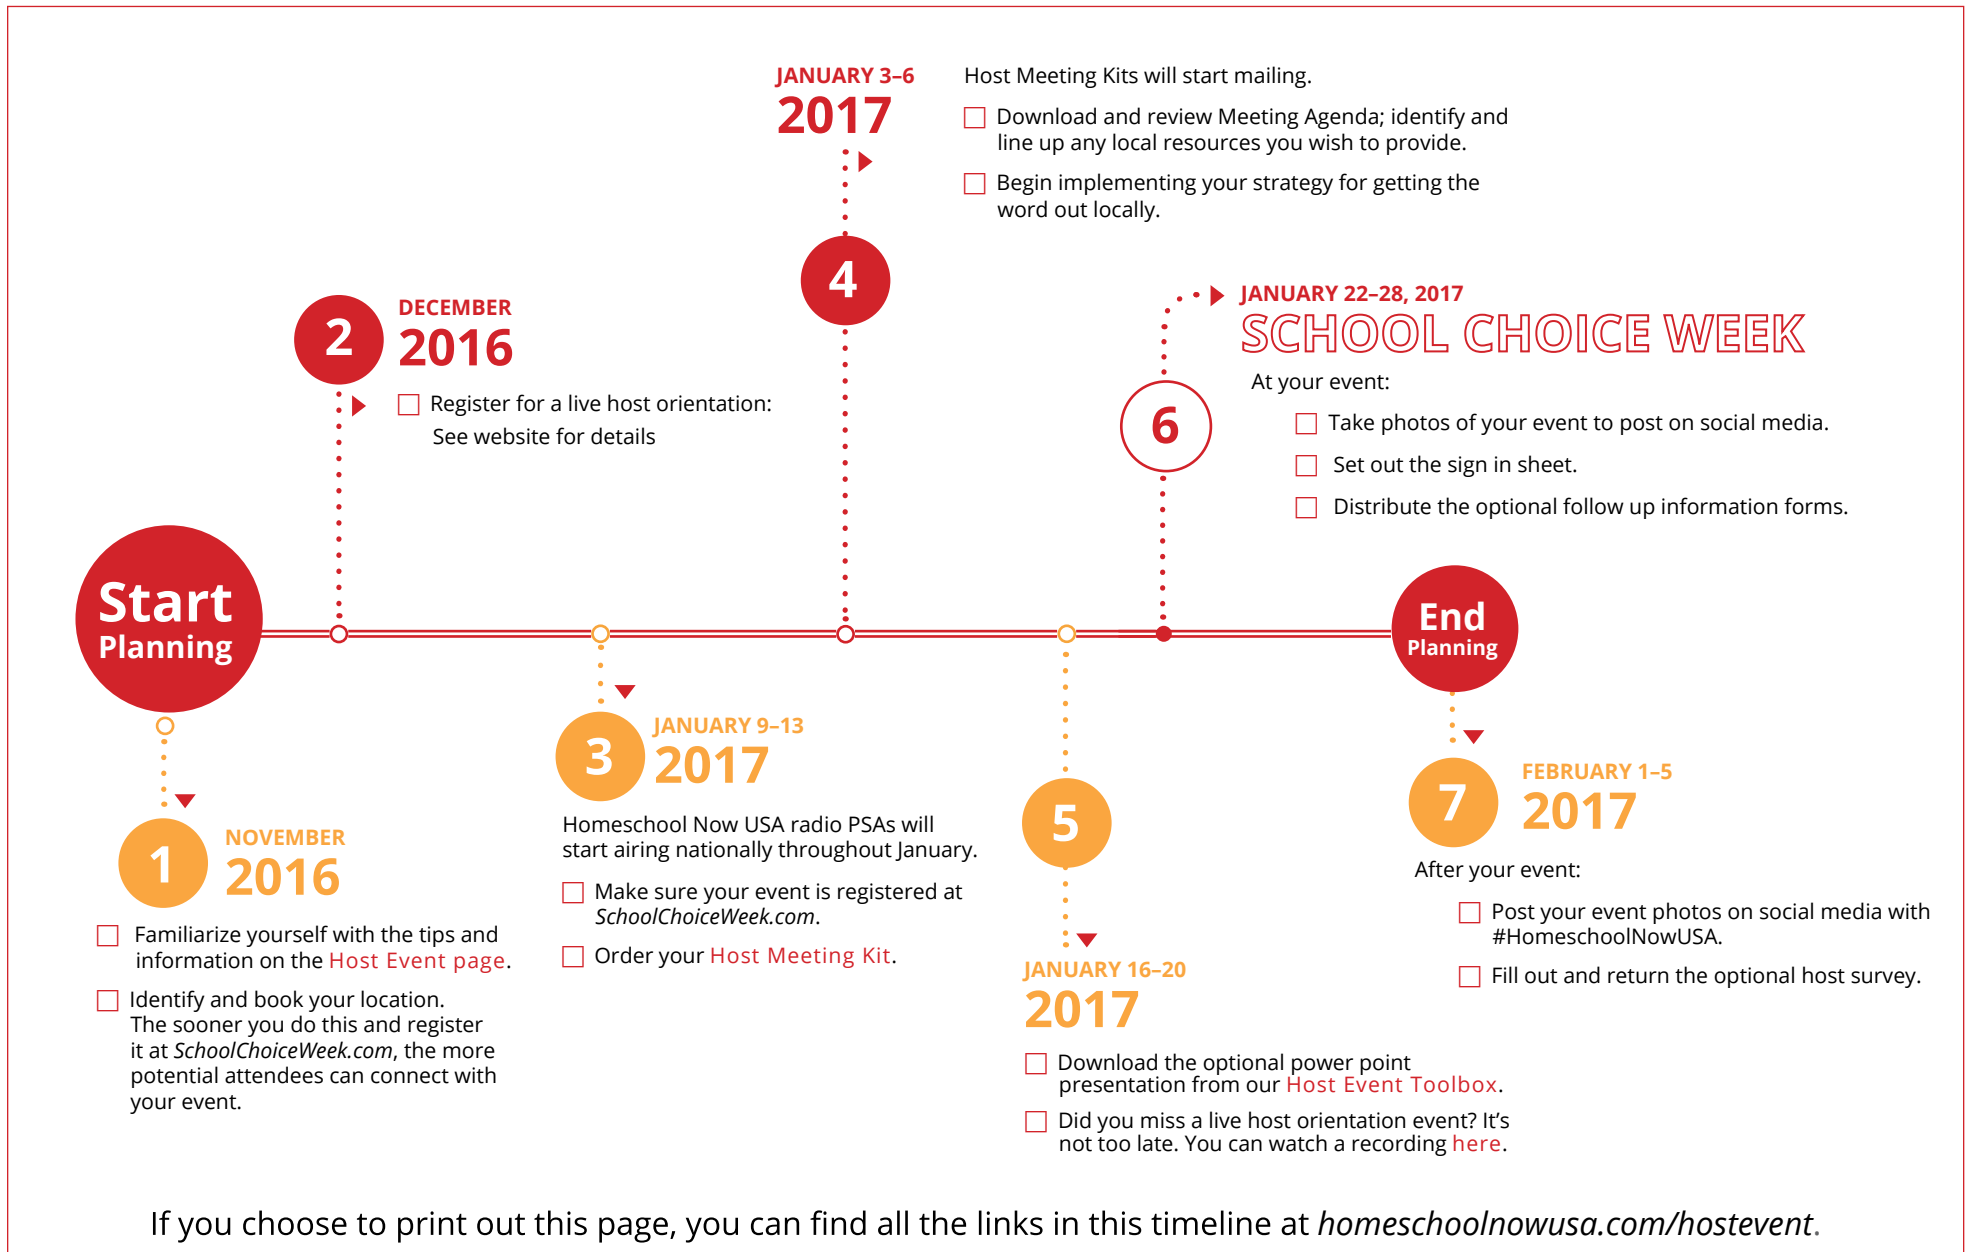 Start
Planning
1
NOVEMBER
2016
Familiarize yourself with the tips and
information on the Host Event page.
Identify and book your location.
The sooner you do this and register
it at SchoolChoiceWeek.com, the more
potential attendees can connect with
your event.
2
DECEMBER
2016
Register for a live host orientation:
See website for details
3
JANUARY 9–13
2017
Homeschool Now USA radio PSAs will
start airing nationally throughout January.
Make sure your event is registered at
SchoolChoiceWeek.com.
Order your Host Meeting Kit.
4
JANUARY 3–6
2017
Host Meeting Kits will start mailing.
Download and review Meeting Agenda; identify and
line up any local resources you wish to provide.
Begin implementing your strategy for getting the
word out locally.
5
JANUARY 16–20
2017
Download the optional power point
presentation from our Host Event Toolbox.
Did you miss a live host orientation event? It's
not too late. You can watch a recording here.
6
JANUARY 22–28, 2017
SCHOOL CHOICE WEEK
At your event:
Take photos of your event to post on social media.
Set out the sign in sheet.
Distribute the optional follow up information forms.
End
Planning
7
FEBRUARY 1–5
2017
After your event:
Post your event photos on social media with
#HomeschoolNowUSA.
Fill out and return the optional host survey.
If you choose to print out this page, you can find all the links in this timeline at homeschoolnowusa.com/hostevent.